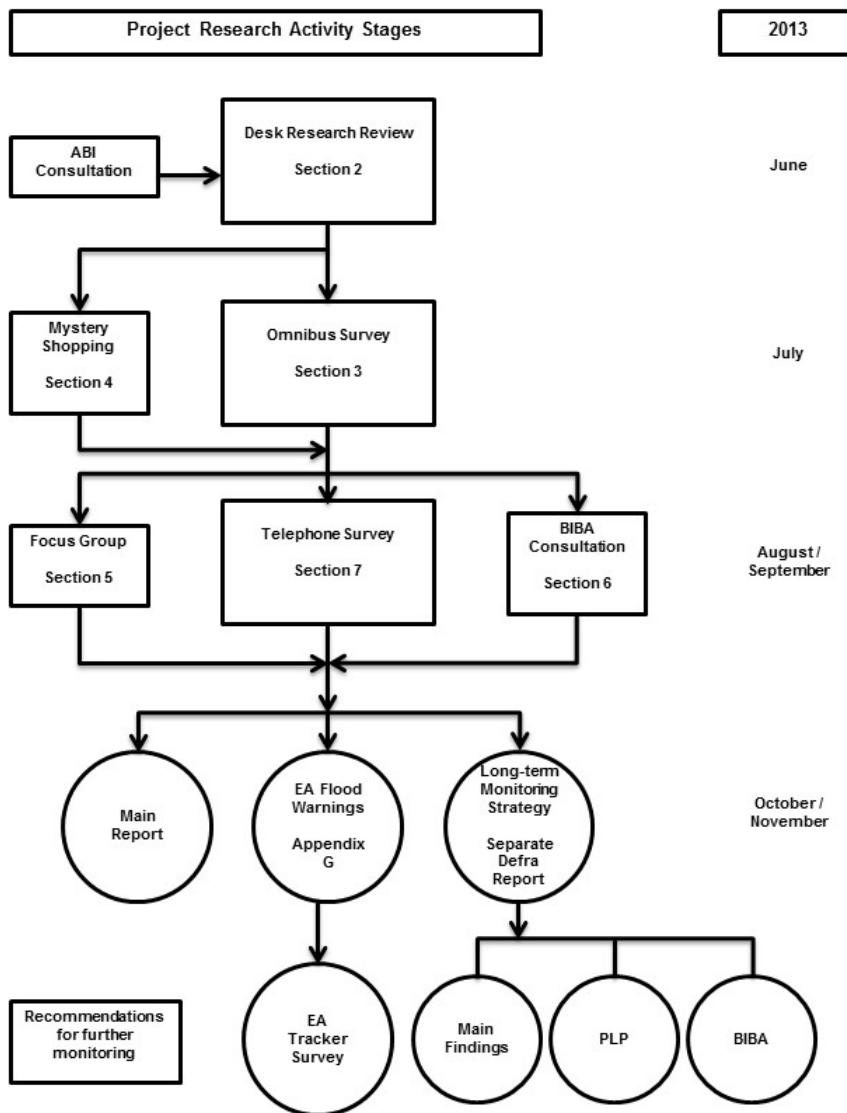 Project Research Activity Stages
2013
Desk Research Review
Section 2
ABI
Consultation
June
Mystery
Shopping
Section 4
Omnibus Survey
Section 3
July
Focus Group
Section 5
Telephone Survey
Section 7
BIBA
Consultation
Section 6
August /
September
Main
Report
EA Flood
Warnings
Appendix
G
Long-term
Monitoring
Strategy
Separate
Defra
Report
October /
November
Recommendations
for further
monitoring
EA
Tracker
Survey
Main
Findings
PLP
BIBA